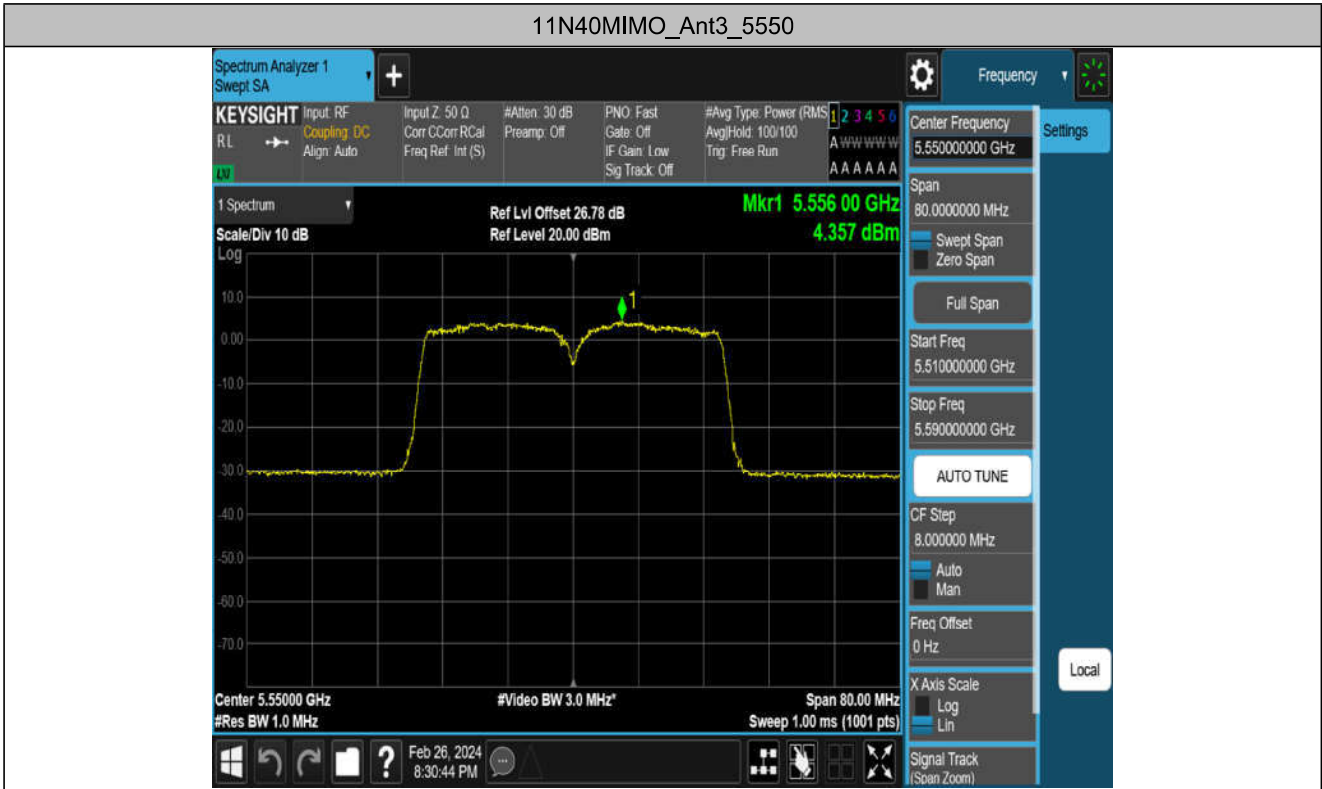 11N40MIMO_Ant3_5550
Spectrum Analyzer 1
Swept SA
+
Frequency
KEYSIGHT
RL
LXI
Input: RF
Coupling: DC
Align: Auto
Input Z: 50 Ω
Corr CCorr RCal
Freq Ref: Int (S)
#Atten: 30 dB
Preamp: Off
PNO: Fast
Gate: Off
IF Gain: Low
Sig Track: Off
#Avg Type: Power (RMS
Avg|Hold: 100/100
Trig: Free Run
1 2 3 4 5 6
A W W W W W
A A A A A A
1 Spectrum
Scale/Div 10 dB
Log
Ref Lvl Offset 26.78 dB
Ref Level 20.00 dBm
Mkr1 5.556 00 GHz
4.357 dBm
1
10.0
0.00
-10.0
-20.0
-30.0
-40.0
-50.0
-60.0
-70.0
Center 5.55000 GHz
#Video BW 3.0 MHz*
Span 80.00 MHz
#Res BW 1.0 MHz
Sweep 1.00 ms (1001 pts)
?
Feb 26, 2024
8:30:44 PM
Center Frequency
5.550000000 GHz
Settings
Span
80.0000000 MHz
Swept Span
Zero Span
Full Span
Start Freq
5.510000000 GHz
Stop Freq
5.590000000 GHz
AUTO TUNE
CF Step
8.000000 MHz
Auto
Man
Freq Offset
0 Hz
X Axis Scale
Log
Lin
Local
Signal Track
(Span Zoom)